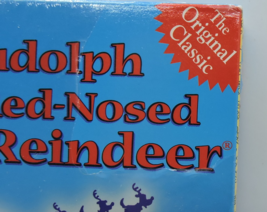 The
Original
Classic
udolph
ed-Nosed
Reindeer®